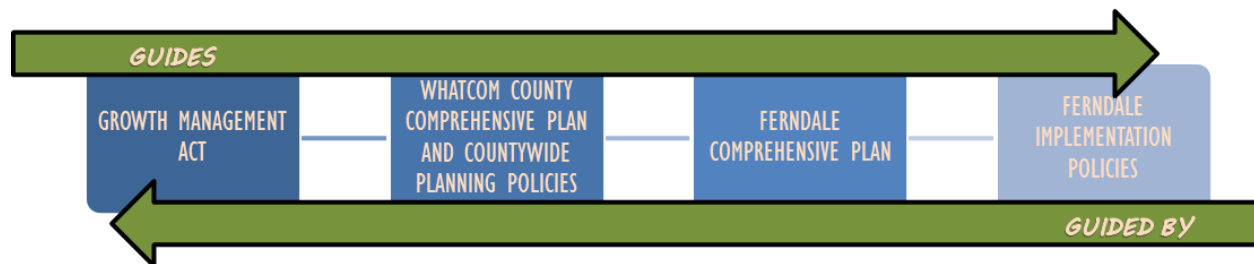 GUIDES
GROWTH MANAGEMENT
ACT
WHATCOM COUNTY
COMPREHENSIVE PLAN
AND COUNTYWIDE
PLANNING POLICIES
FERNDALE
COMPREHENSIVE PLAN
FERNDALE
IMPLEMENTATION
POLICIES
GUIDED BY